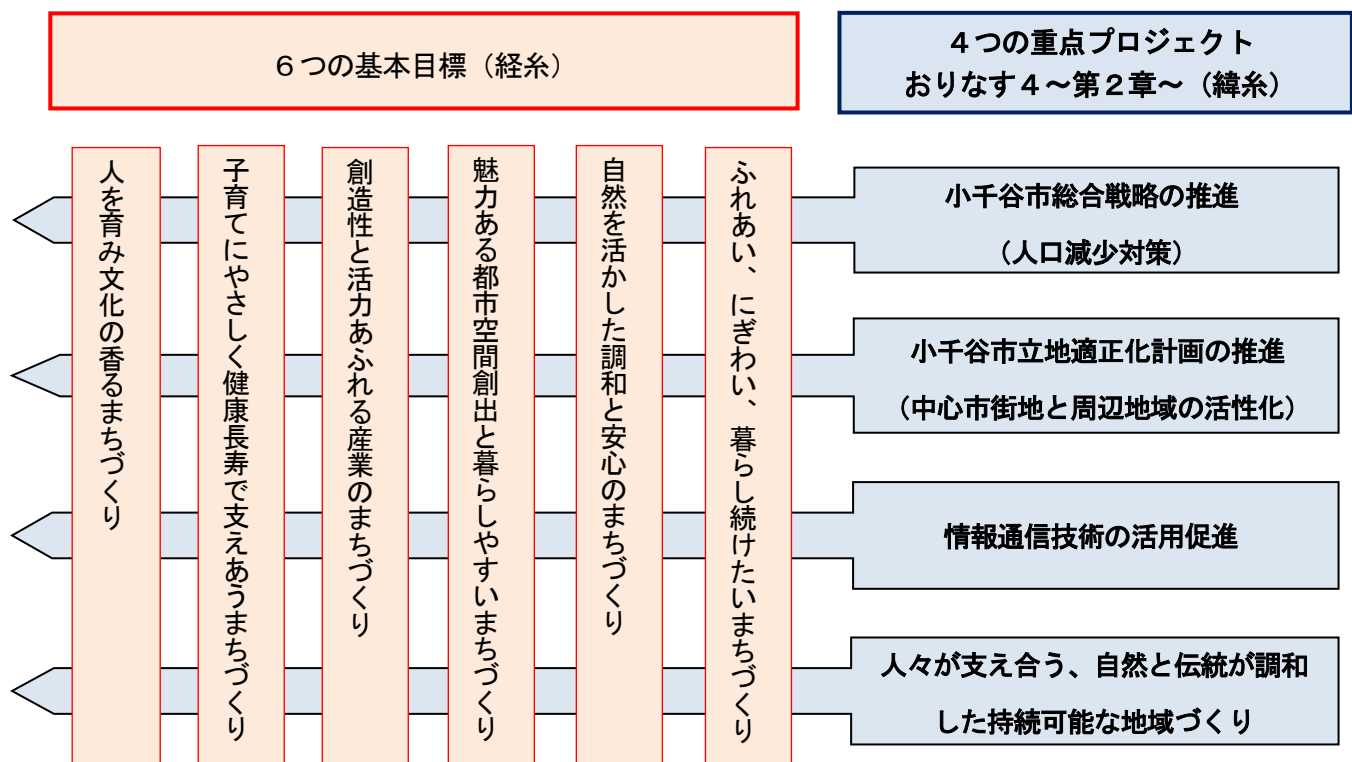 ６つの基本目標（経糸）
４つの重点プロジェクト
おりなす４～第２章～（緯糸）
ふれあい、にぎわい、暮らし続けたいまちづくり
自然を活かした調和と安心のまちづくり
魅力ある都市空間創出と暮らしやすいまちづくり
創造性と活力あふれる産業のまちづくり
子育てにやさしく健康長寿で支えあうまちづくり
人を育み文化の香るまちづくり
小千谷市総合戦略の推進
（人口減少対策）
小千谷市立地適正化計画の推進
（中心市街地と周辺地域の活性化）
情報通信技術の活用促進
人々が支え合う、自然と伝統が調和
した持続可能な地域づくり